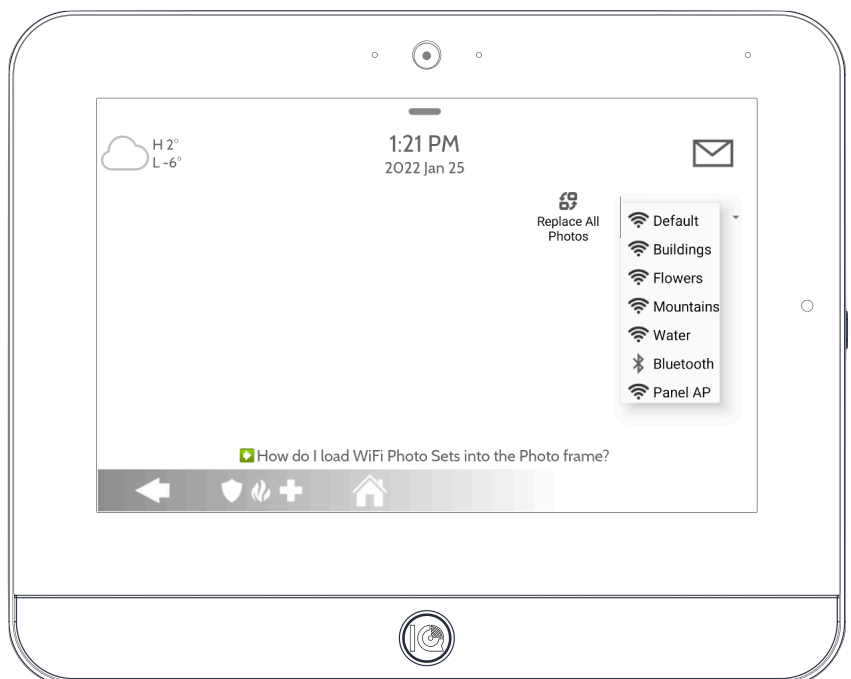 H 2°
L -6°
1:21 PM
2022 Jan 25
Replace All
Photos
Default
Buildings
Flowers
Mountains
Water
Bluetooth
Panel AP
How do I load WiFi Photo Sets into the Photo frame?
IQ